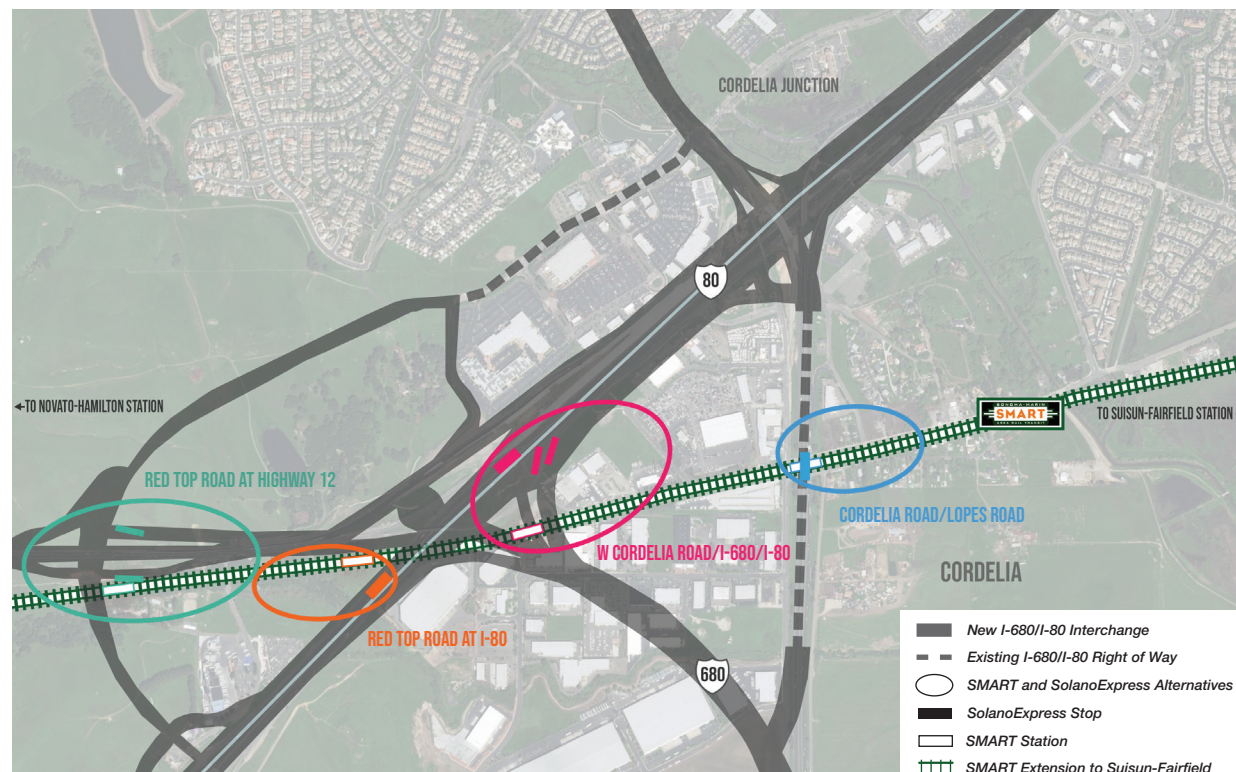 CORDELIA JUNCTION
80
←TO NOVATO-HAMILTON STATION
SONOMA-MARIN
SMART
AREA RAIL TRANSIT
TO SUISUN-FAIRFIELD STATION
RED TOP ROAD AT HIGHWAY 12
CORDELIA ROAD/LOPES ROAD
W CORDELIA ROAD/I-680/I-80
CORDELIA
RED TOP ROAD AT I-80
680
New I-680/I-80 Interchange
Existing I-680/I-80 Right of Way
SMART and SolanoExpress Alternatives
SolanoExpress Stop
SMART Station
SMART Extension to Suisun-Fairfield